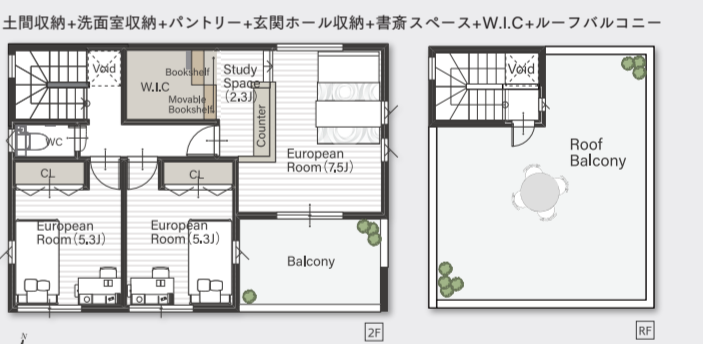 土間収納+洗面室収納+パントリー+玄関ホール収納+書斎スペース+W.I.C+ルーフバルコニー
Void
W.I.C
Bookshelf
Movable
Bookshelf
Study
Space
(2.3J)
Counter
WC
CL
CL
European
Room(7.5J)
European
Room(5.3J)
European
Room(5.3J)
Balcony
2F
Void
Roof
Balcony
RF
N